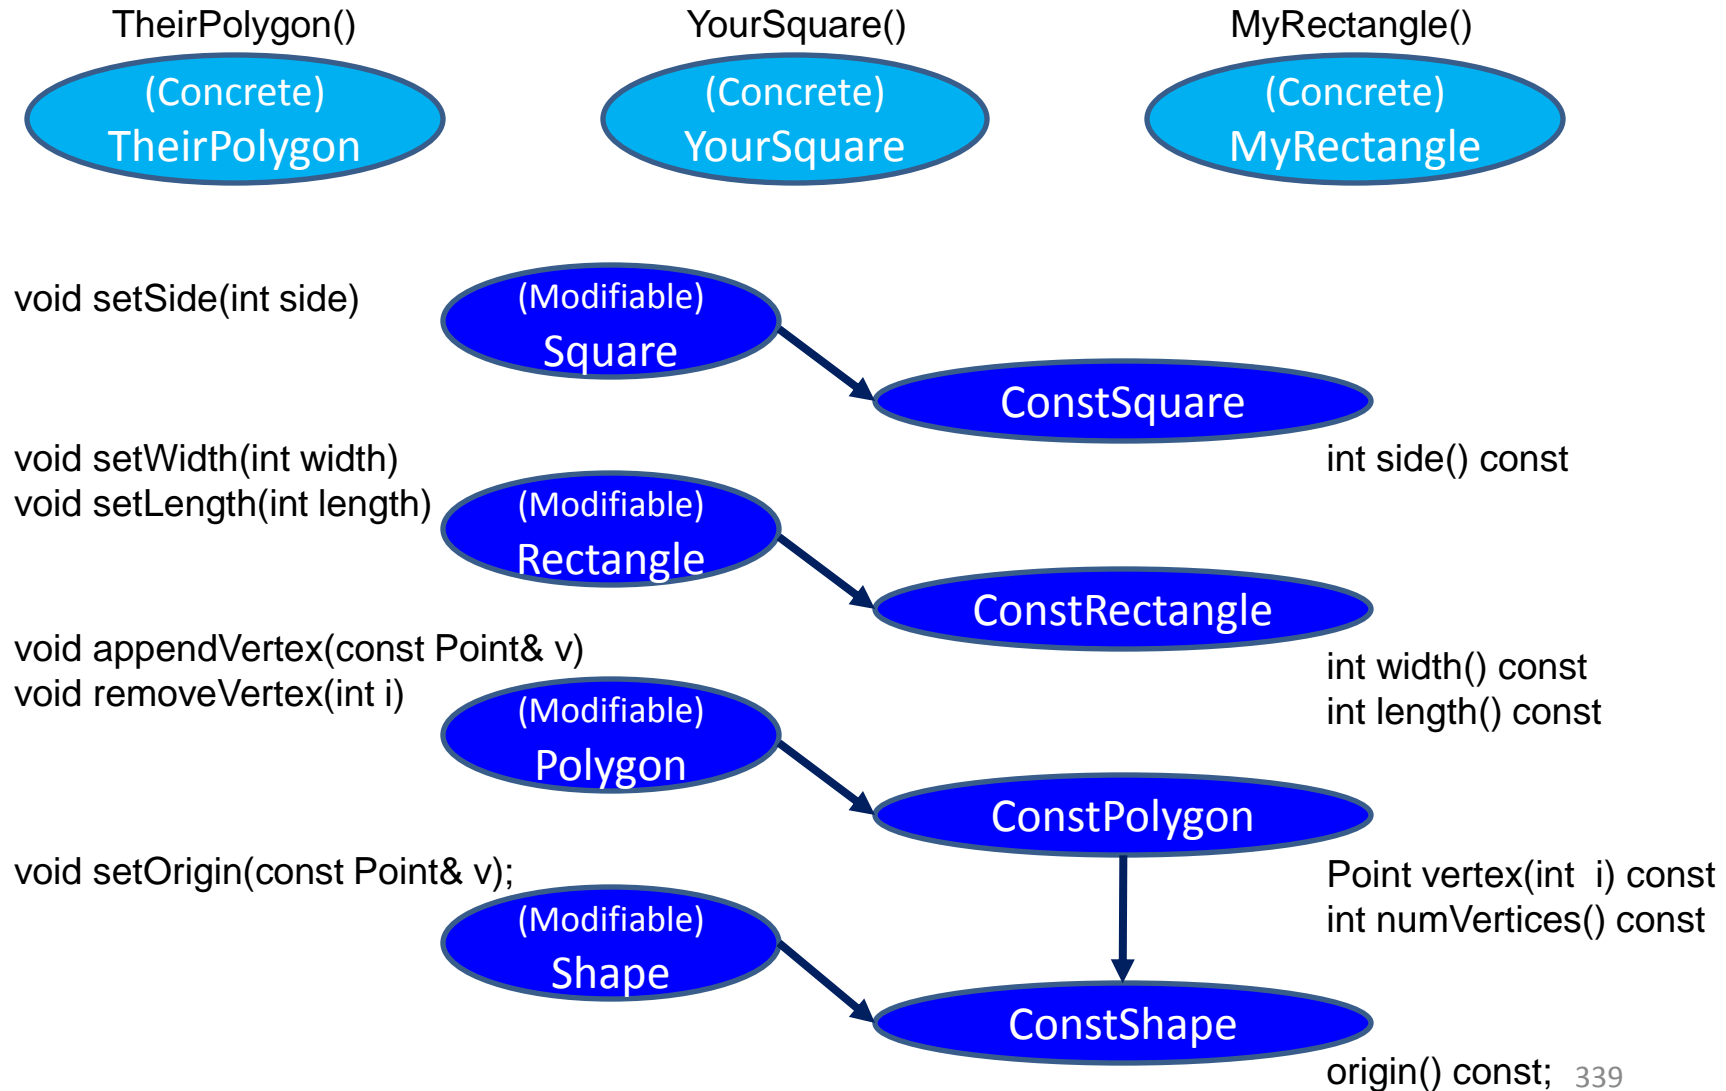 TheirPolygon()
YourSquare()
MyRectangle()
(Concrete)
TheirPolygon
(Concrete)
YourSquare
(Concrete)
MyRectangle
void setSide(int side)
(Modifiable)
Square
ConstSquare
int side() const
void setWidth(int width)
void setLength(int length)
(Modifiable)
Rectangle
ConstRectangle
int width() const
int length() const
void appendVertex(const Point& v)
void removeVertex(int i)
(Modifiable)
Polygon
ConstPolygon
Point vertex(int  i) const
int numVertices() const
void setOrigin(const Point& v);
(Modifiable)
Shape
ConstShape
origin() const;
339